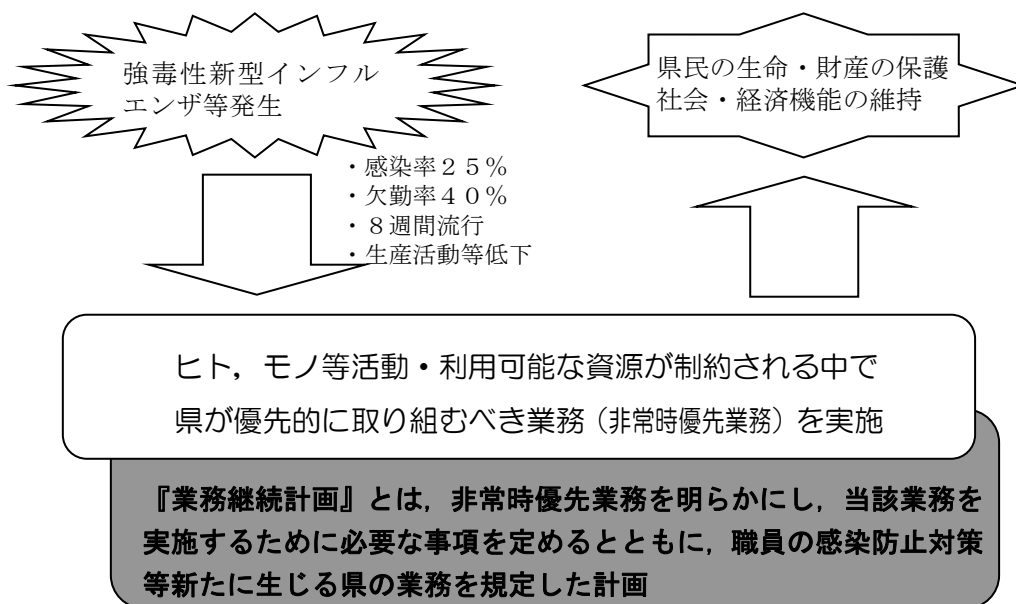 強毒性新型インフル
エンザ等発生
県民の生命・財産の保護
社会・経済機能の維持
・感染率２５％
・欠勤率４０％
・８週間流行
・生産活動等低下
ヒト，モノ等活動・利用可能な資源が制約される中で
県が優先的に取り組むべき業務（非常時優先業務）を実施
『業務継続計画』とは，非常時優先業務を明らかにし，当該業務を
実施するために必要な事項を定めるとともに，職員の感染防止対策
等新たに生じる県の業務を規定した計画